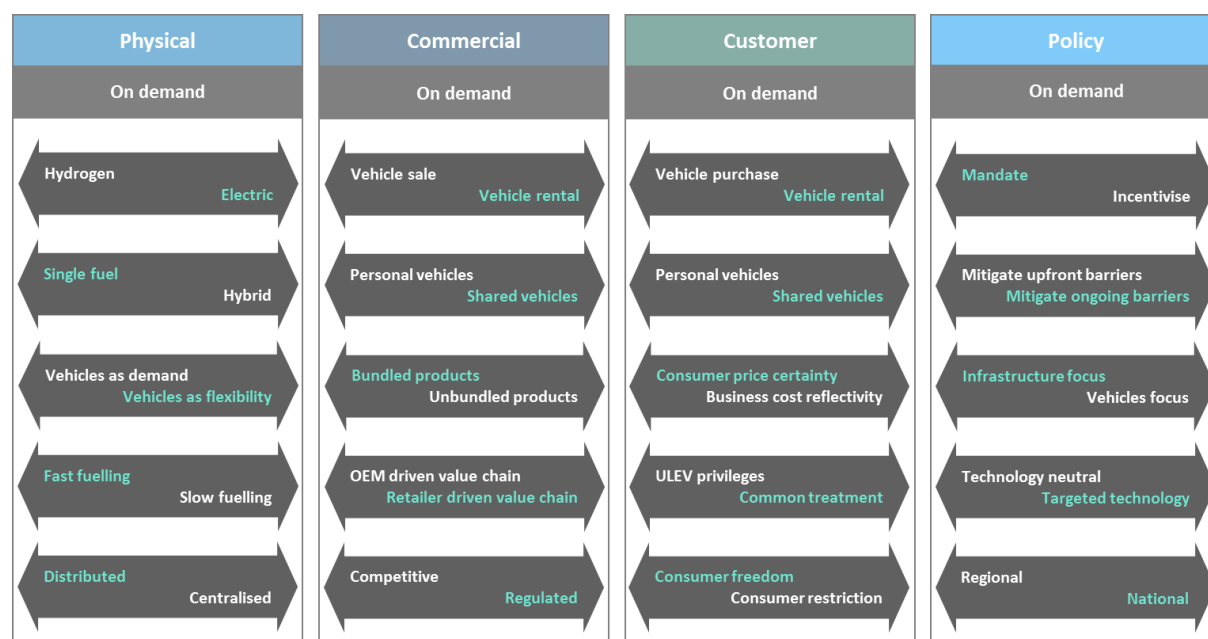 Physical
On demand
Hydrogen
Electric
Single fuel
Hybrid
Vehicles as demand
Vehicles as flexibility
Fast fuelling
Slow fuelling
Distributed
Centralised
Commercial
On demand
Vehicle sale
Vehicle rental
Personal vehicles
Shared vehicles
Bundled products
Unbundled products
OEM driven value chain
Retailer driven value chain
Competitive
Regulated
Customer
On demand
Vehicle purchase
Vehicle rental
Personal vehicles
Shared vehicles
Consumer price certainty
Business cost reflectivity
ULEV privileges
Common treatment
Consumer freedom
Consumer restriction
Policy
On demand
Mandate
Incentivise
Mitigate upfront barriers
Mitigate ongoing barriers
Infrastructure focus
Vehicles focus
Technology neutral
Targeted technology
Regional
National